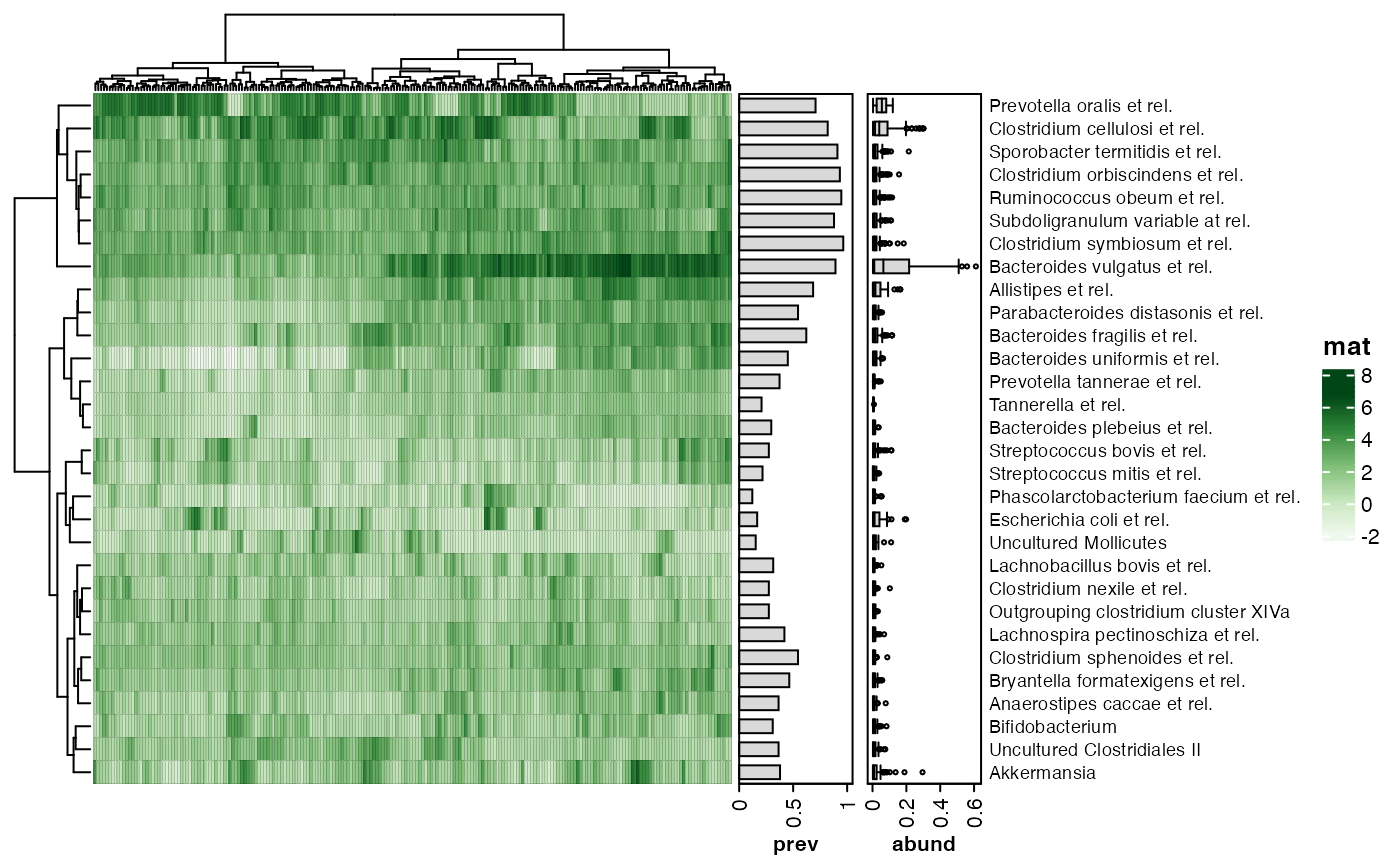 Prevotella oralis et rel.
Clostridium cellulosi et rel.
Sporobacter termitidis et rel.
Clostridium orbiscindens et rel.
Ruminococcus obeum et rel.
Subdoligranulum variable at rel.
Clostridium symbiosum et rel.
Bacteroides vulgatus et rel.
Allistipes et rel.
Parabacteroides distasonis et rel.
Bacteroides fragilis et rel.
Bacteroides uniformis et rel.
Prevotella tannerae et rel.
Tannerella et rel.
Bacteroides plebeius et rel.
Streptococcus bovis et rel.
Streptococcus mitis et rel.
Phascolarctobacterium faecium et rel.
Escherichia coli et rel.
Uncultured Mollicutes
Lachnobacillus bovis et rel.
Clostridium nexile et rel.
Outgrouping clostridium cluster XIVa
Lachnospira pectinoschiza et rel.
Clostridium sphenoides et rel.
Bryantella formatexigens et rel.
Anaerostipes caccae et rel.
Bifidobacterium
Uncultured Clostridiales II
Akkermansia
0 0.5 1
prev
0 0.2 0.4 0.6
abund
mat
8
6
4
2
0
-2